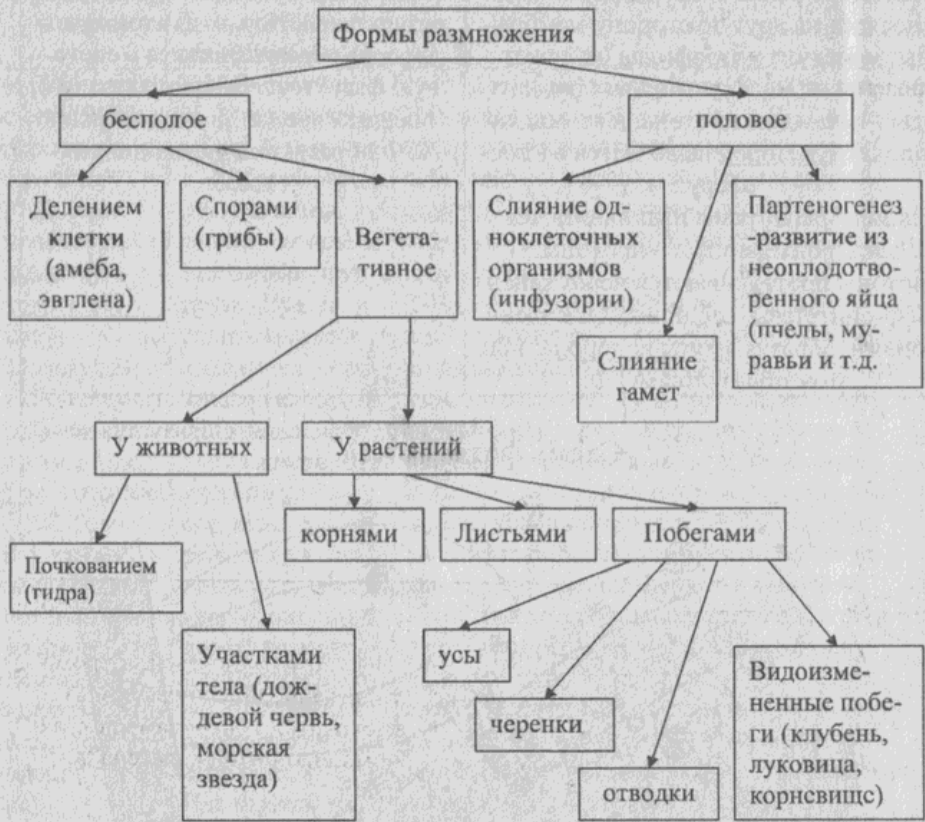 Формы размножения
бесполое
половое
Делением
клетки
(амеба,
эвглена)
Спорами
(грибы)
Вегета-
тивное
Слияние од-
ноклеточных
организмов
(инфузории)
Слияние
гамет
Партеногенез
-развитие из
неоплодотво-
ренного яйца
(пчелы, му-
равьи и т.д.
У животных
У растений
Почкованием
(гидра)
Участками
тела (дож-
девой червь,
морская
звезда)
корнями
Листьями
Побегами
усы
черенки
отводки
Видоизме-
ненные побе-
ги (клубень,
луковица,
корневище)